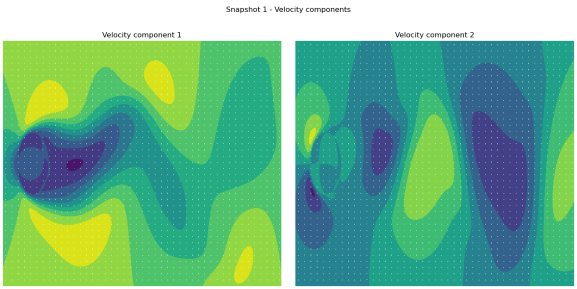 Snapshot 1 - Velocity components
Velocity component 1
Velocity component 2